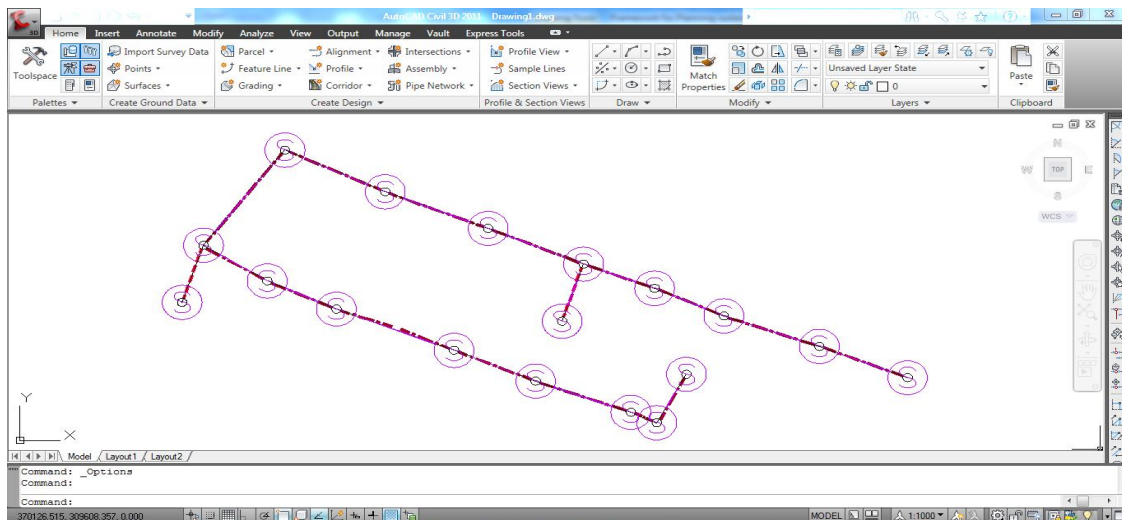 AutoCAD Civil 3D 2011 Drawing1.dwg
Home Insert Annotate Modify Analyze View Output Manage Vault Express Tools
3D
Toolspace
Import Survey Data
Points
Surfaces
Parcel
Feature Line
Grading
Alignment
Profile
Corridor
Intersections
Assembly
Pipe Network
Profile View
Sample Lines
Section Views
Match
Properties
Unsaved Layer State
0
Paste
Palettes Create Ground Data Create Design Profile & Section Views Draw Modify Layers Clipboard
N
W TOP E
S
WCS
S S S S S S S S S S S S S S S S S S
Y
X
Model Layout1 Layout2
Command: _Options
Command:
Command:
370126.515, 309608.357, 0.000 MODEL 1:1000